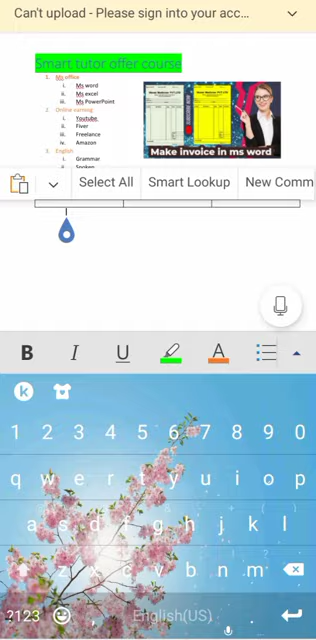 Can't upload - Please sign into your acc...
Smart tutor offer course
1. Ms office
i. Ms word
ii. Ms excel
iii. Ms PowerPoint
2. Online earning
i. Youtube
ii. Fiver
iii. Freelance
iv. Amazon
3. English
i. Grammar
ii. Spoken
Make invoice in ms word
Select All Smart Lookup New Comm
B I U A
1 2 3 4 5 6 7 8 9 0
q w e r t y u i o p
a s d f g h j k l
z x c v b n m
?123 , English(US) .